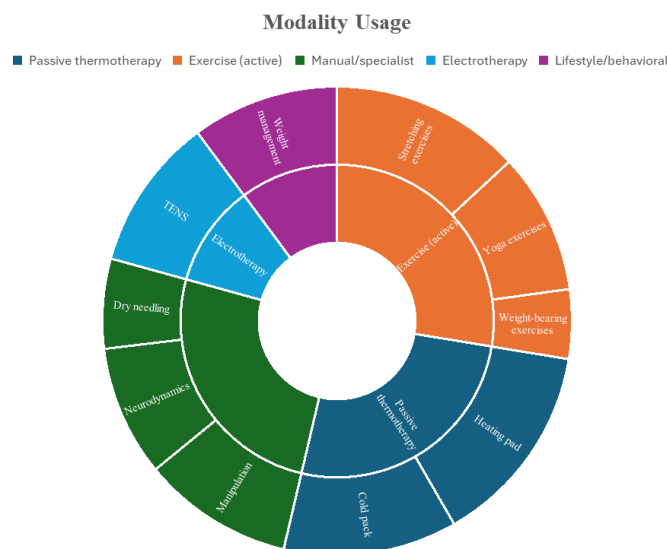 Modality Usage
Passive thermotherapy
Exercise (active)
Manual/specialist
Electrotherapy
Lifestyle/behavioral
Weight
management
Stretching
exercises
TENS
Electrotherapy
Exercise (active)
Yoga exercises
Dry needling
Weight-bearing
exercises
Neurodynamics
Passive
thermotherapy
Heating pad
Manipulation
Cold pack